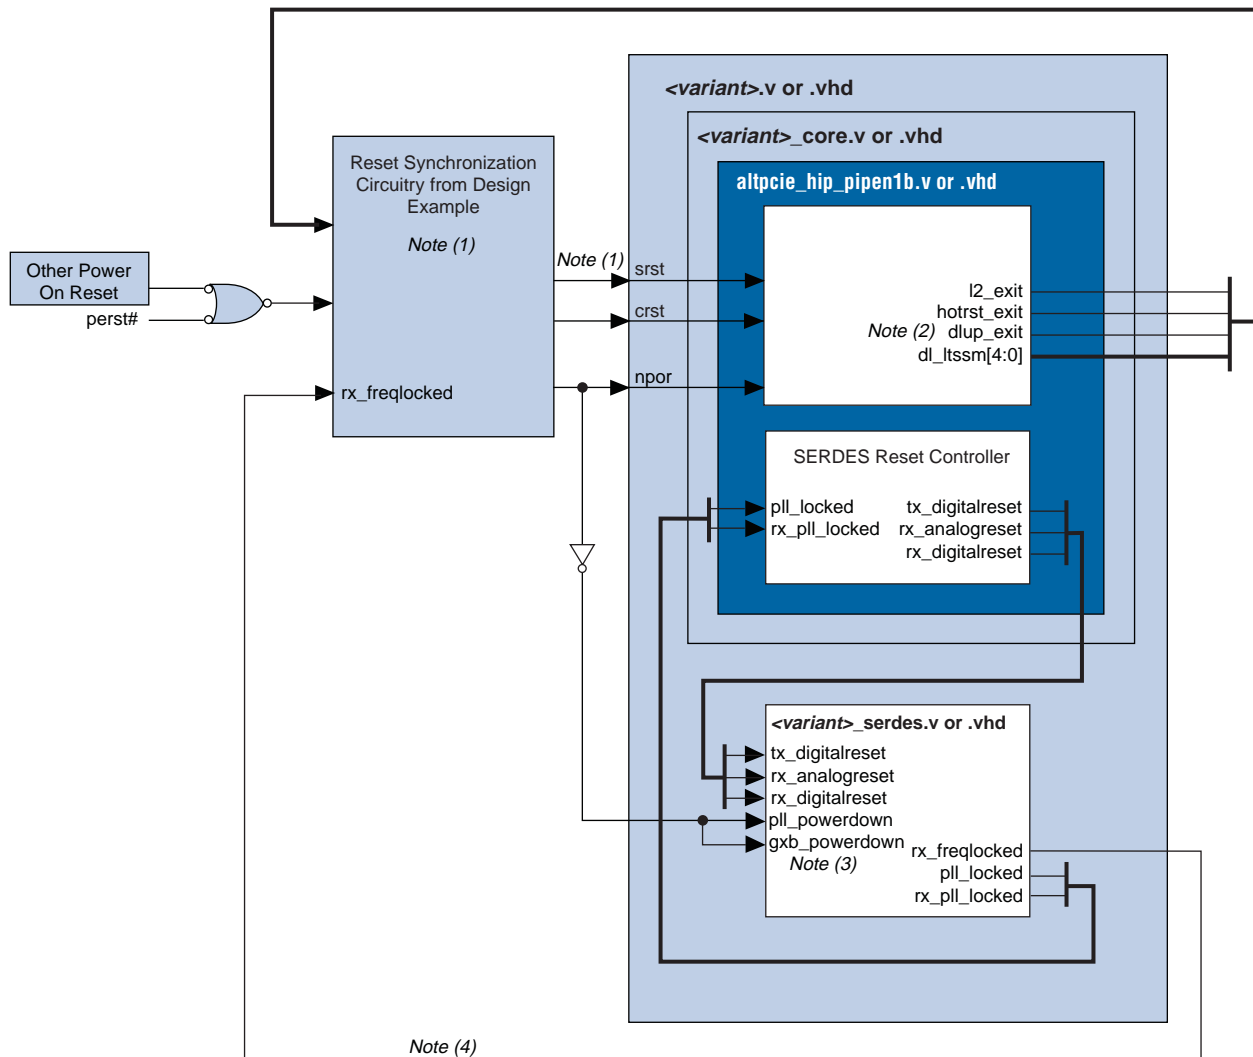 <variant>.v or .vhd
<variant>_core.v or .vhd
Reset Synchronization
Circuitry from Design
Example
Note (1)
altpcie_hip_pipen1b.v or .vhd
Other Power
On Reset
perst#
rx_freqlocked
Note (1)
srst
crst
npor
l2_exit
hotrst_exit
Note (2)
dlup_exit
dl_ltssm[4:0]
SERDES Reset Controller
pll_locked
rx_pll_locked
tx_digitalreset
rx_analogreset
rx_digitalreset
<variant>_serdes.v or .vhd
tx_digitalreset
rx_analogreset
rx_digitalreset
pll_powerdown
gxb_powerdown
Note (3)
rx_freqlocked
pll_locked
rx_pll_locked
Note (4)